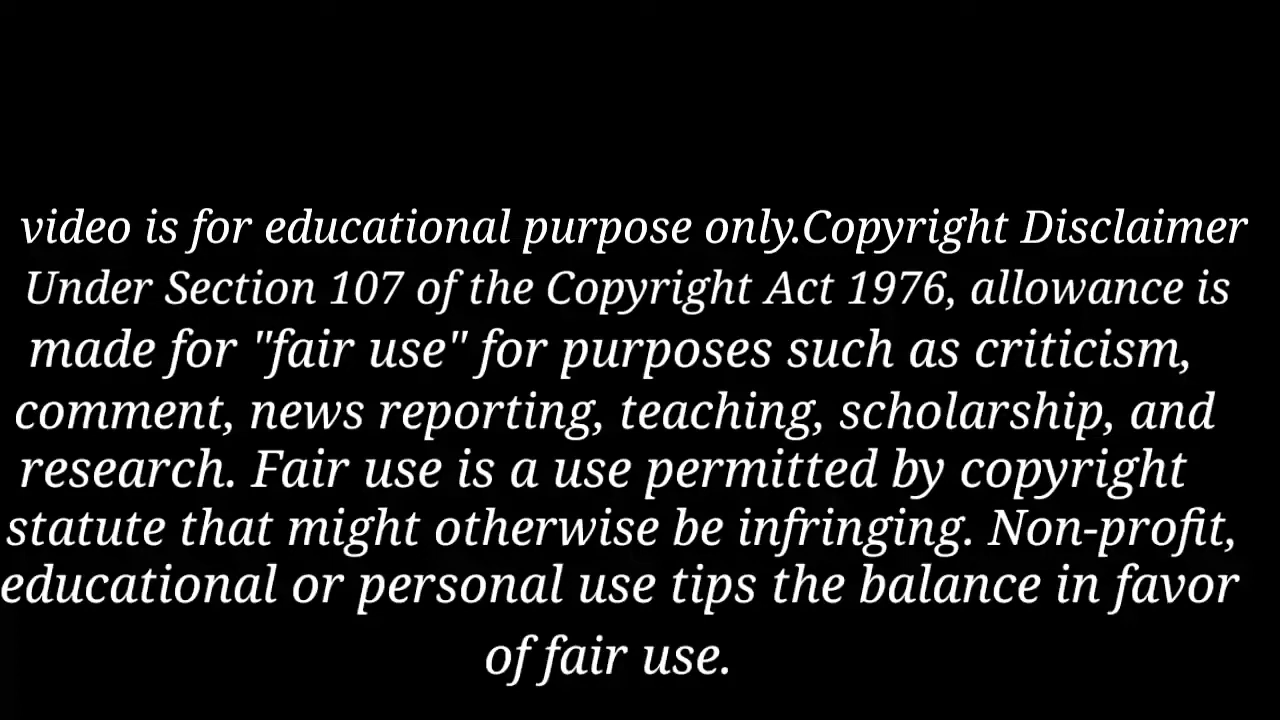 video is for educational purpose only.Copyright Disclaimer
Under Section 107 of the Copyright Act 1976, allowance is
made for "fair use" for purposes such as criticism,
comment, news reporting, teaching, scholarship, and
research. Fair use is a use permitted by copyright
statute that might otherwise be infringing. Non-profit,
educational or personal use tips the balance in favor
of fair use.